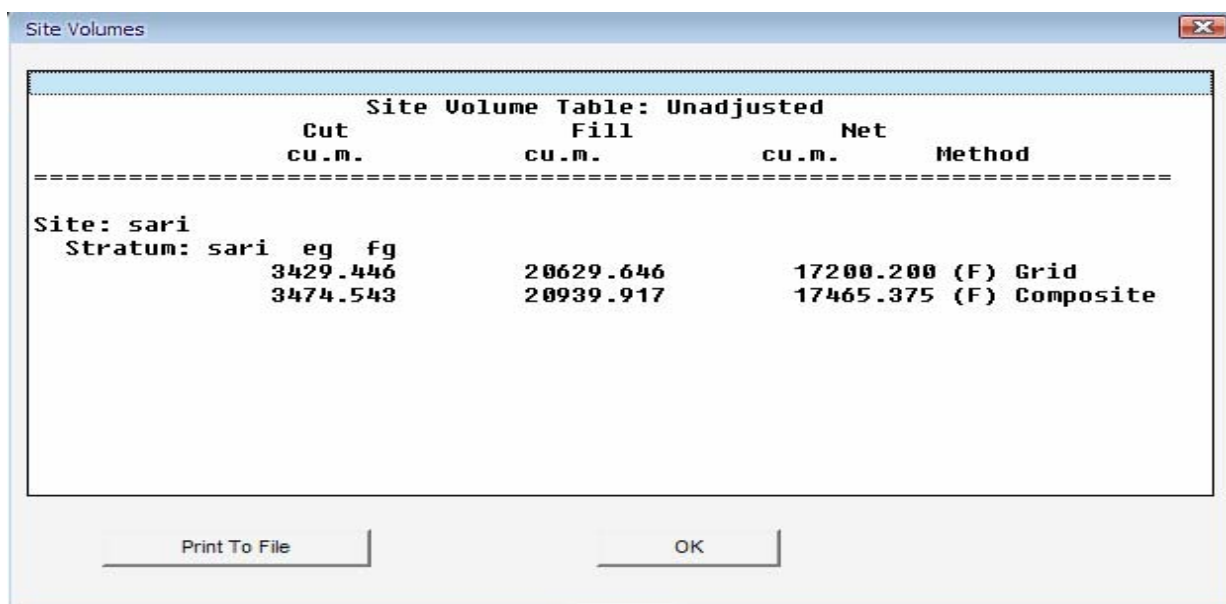 Site Volumes
Site Volume Table: Unadjusted
Cut Fill Net
cu.m. cu.m. cu.m. Method
========================================================================
Site: sari
Stratum: sari eg fg
3429.446 20629.646 17200.200 (F) Grid
3474.543 20939.917 17465.375 (F) Composite
Print To File OK